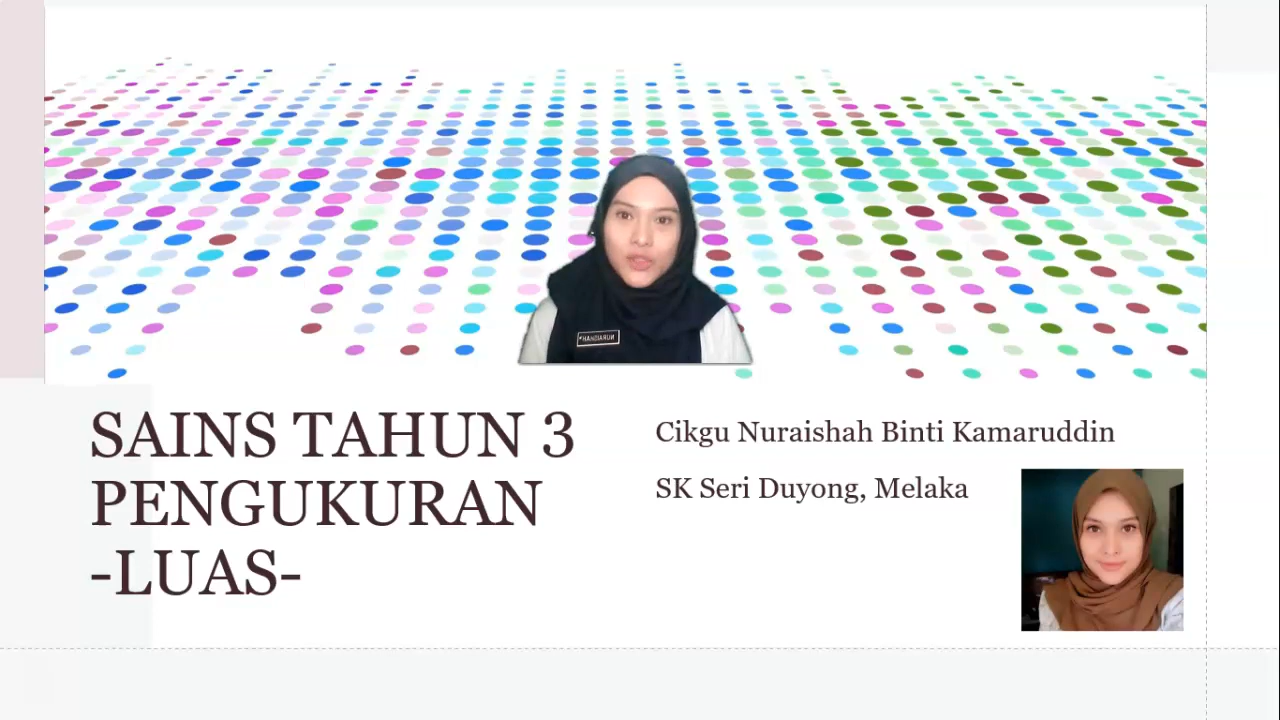 SAINS TAHUN 3
PENGUKURAN
-LUAS-
Cikgu Nuraishah Binti Kamaruddin
SK Seri Duyong, Melaka